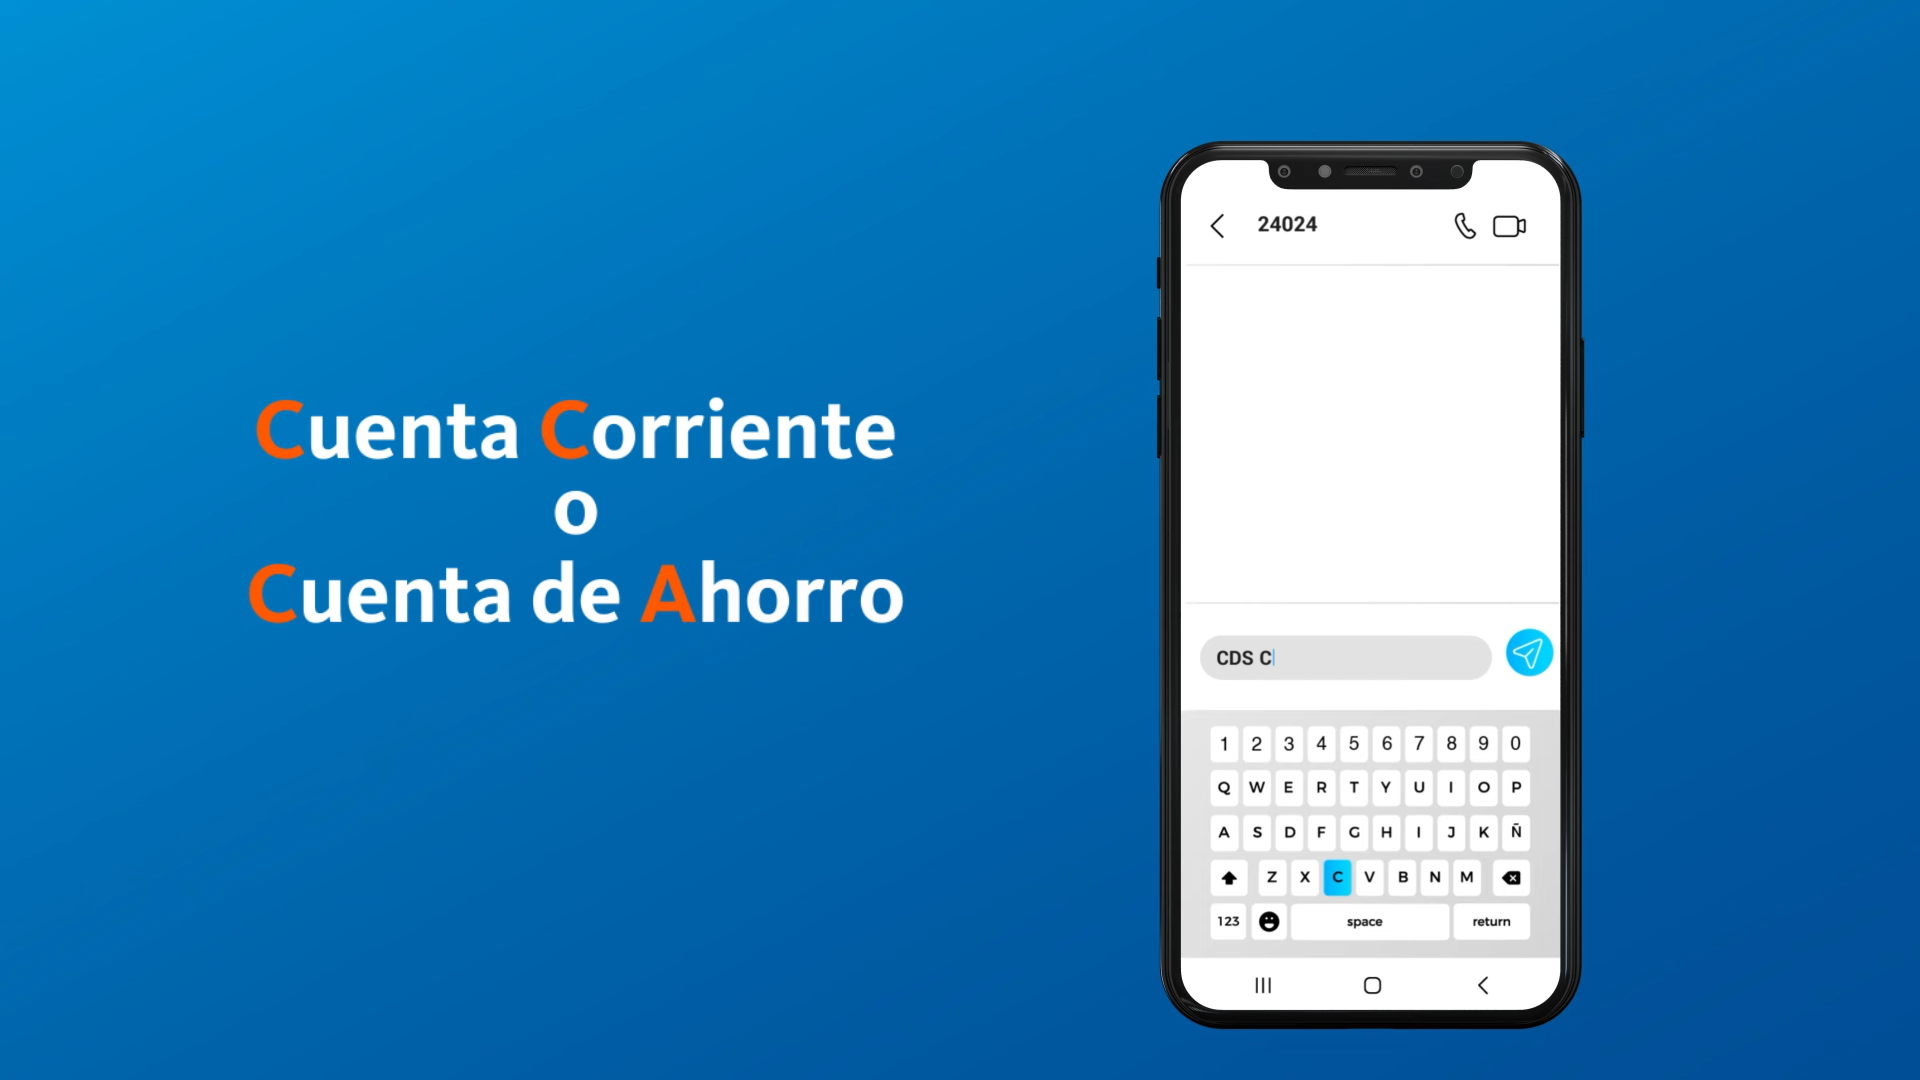 Cuenta Corriente
o
Cuenta de Ahorro
24024
CDS C
1 2 3 4 5 6 7 8 9 0
Q W E R T Y U I O P
A S D F G H I J K Ñ
Z X C V B N M
123 space return